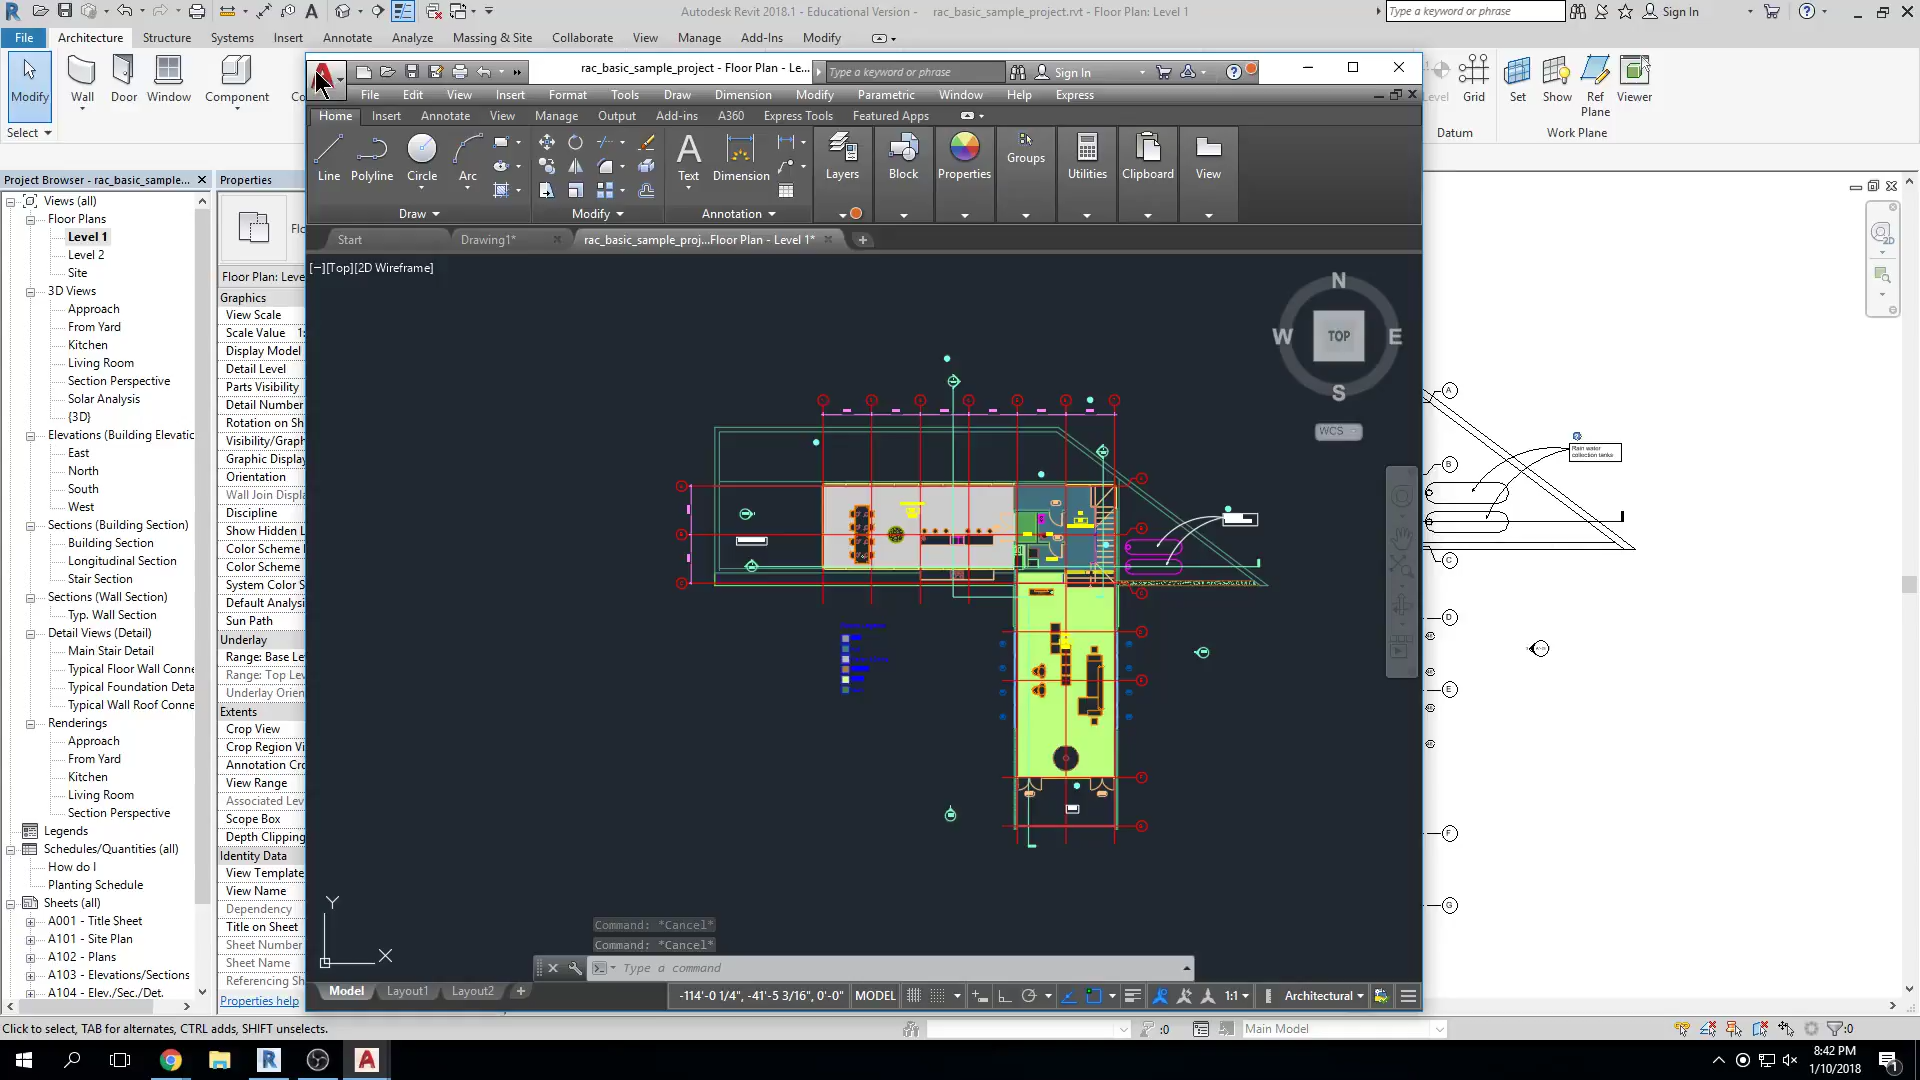 Autodesk Revit 2018.1 - Educational Version - rac_basic_sample_project.rvt - Floor Plan: Level 1
Type a keyword or phrase
Sign In
File
Architecture
Structure
Systems
Insert
Annotate
Analyze
Massing & Site
Collaborate
View
Manage
Add-Ins
Modify
Modify
Wall
Door
Window
Component
Co
Level
Grid
Set
Show
Ref
Plane
Viewer
Select
Datum
Work Plane
rac_basic_sample_project - Floor Plan - Le...
Type a keyword or phrase
Sign In
File
Edit
View
Insert
Format
Tools
Draw
Dimension
Modify
Parametric
Window
Help
Express
Home
Insert
Annotate
View
Manage
Output
Add-ins
A360
Express Tools
Featured Apps
Line
Polyline
Circle
Arc
Text
Dimension
Layers
Block
Properties
Groups
Utilities
Clipboard
View
Draw
Modify
Annotation
Start
Drawing1*
rac_basic_sample_proj...Floor Plan - Level 1*
[−][Top][2D Wireframe]
N
W
TOP
E
S
WCS
Project Browser - rac_basic_sample...
Views (all)
Floor Plans
Level 1
Level 2
Site
3D Views
Approach
From Yard
Kitchen
Living Room
Section Perspective
Solar Analysis
{3D}
Elevations (Building Elevatic
East
North
South
West
Sections (Building Section)
Building Section
Longitudinal Section
Stair Section
Sections (Wall Section)
Typ. Wall Section
Detail Views (Detail)
Main Stair Detail
Typical Floor Wall Conne
Typical Foundation Deta
Typical Wall Roof Conne
Renderings
Approach
From Yard
Kitchen
Living Room
Section Perspective
Legends
Schedules/Quantities (all)
How do I
Planting Schedule
Sheets (all)
A001 - Title Sheet
A101 - Site Plan
A102 - Plans
A103 - Elevations/Sections
A104 - Elev./Sec./Det.
Properties
Flo
Floor Plan: Leve
Graphics
View Scale
Scale Value 1:
Display Model
Detail Level
Parts Visibility
Detail Number
Rotation on Sh
Visibility/Graph
Graphic Display
Orientation
Wall Join Displa
Discipline
Show Hidden L
Color Scheme
Color Scheme
System Color S
Default Analysi
Sun Path
Underlay
Range: Base Le
Range: Top Lev
Underlay Orien
Extents
Crop View
Crop Region Vi
Annotation Cro
View Range
Associated Lev
Scope Box
Depth Clipping
Identity Data
View Template
View Name
Dependency
Title on Sheet
Sheet Number
Sheet Name
Referencing Sh
Properties help
A
Rain water
collection tanks
B
C
D
E
F
G
2D
Y
X
Command: *Cancel*
Command: *Cancel*
Type a command
Model
Layout1
Layout2
-114'-0 1/4", -41'-5 3/16", 0'-0"
MODEL
1:1
Architectural
Click to select, TAB for alternates, CTRL adds, SHIFT unselects.
:0
Main Model
:0
8:42 PM
1/10/2018
1